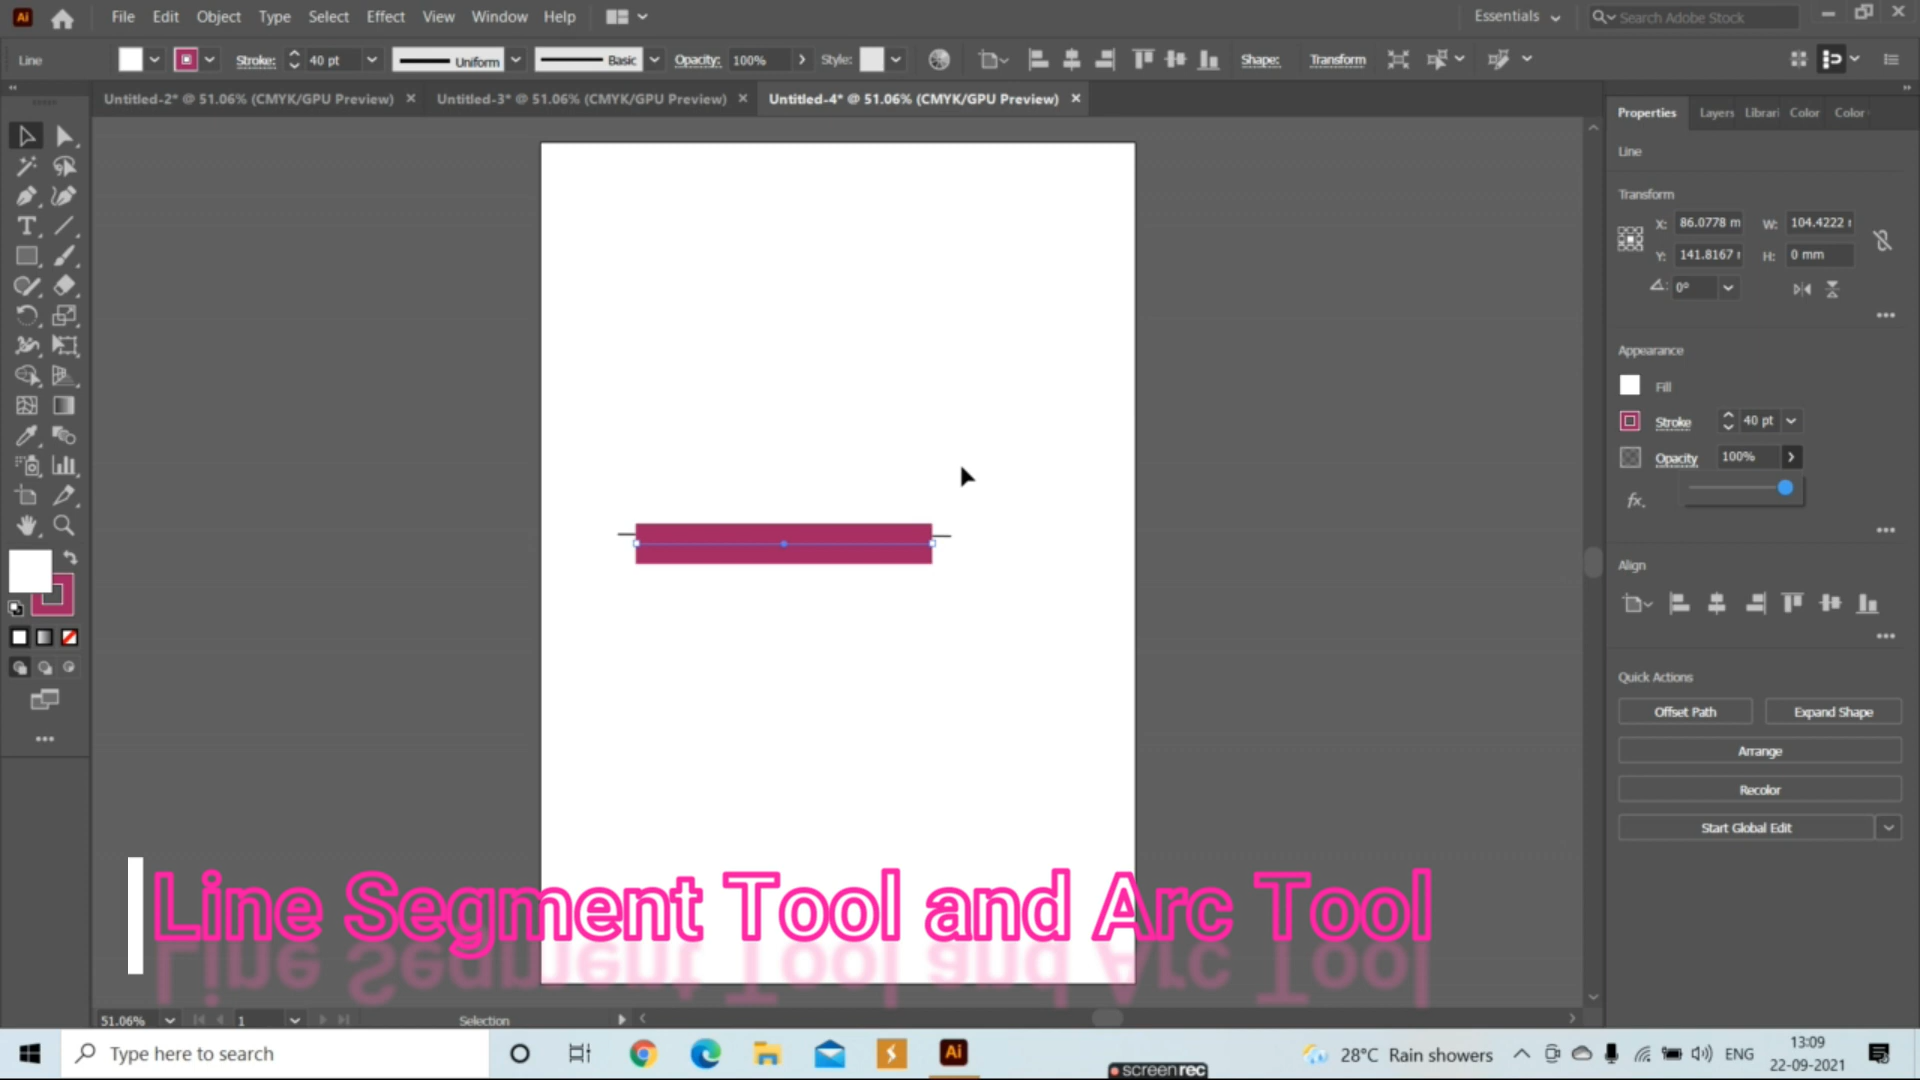 Ai File Edit Object Type Select Effect View Window Help Essentials Search Adobe Stock
Line Stroke: 40 pt Uniform Basic Opacity: 100% Style: Shape: Transform
Untitled-2* @ 51.06% (CMYK/GPU Preview) Untitled-3* @ 51.06% (CMYK/GPU Preview) Untitled-4* @ 51.06% (CMYK/GPU Preview)
Properties Layers Librari Color Color
Line
Transform
X: 86.0778 m W: 104.4222
Y: 141.8167 H: 0 mm
0°
Appearance
Fill
Stroke 40 pt
Opacity 100%
fx.
Align
Quick Actions
Offset Path Expand Shape
Arrange
Recolor
Start Global Edit
Line Segment Tool and Arc Tool
51.06% 1 Selection
Type here to search Ai 28°C Rain showers ENG 13:09
22-09-2021
screenrec